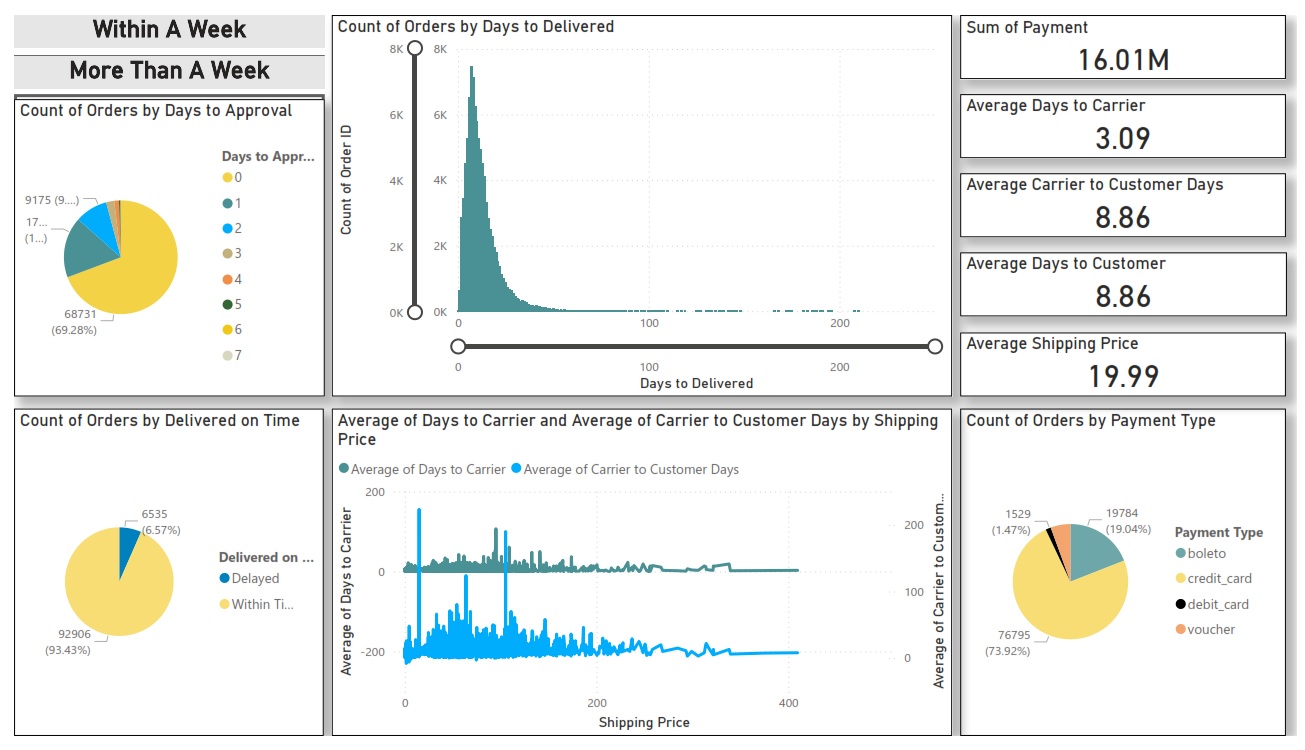 Within A Week
More Than A Week
Count of Orders by Days to Approval
Days to Appr...
0
1
2
3
4
5
6
7
9175 (9....)
17...
(1...)
68731
(69.28%)
Count of Orders by Days to Delivered
Count of Order ID
8K
6K
4K
2K
0K
8K
6K
4K
2K
0K
0
100
200
0
100
200
Days to Delivered
Sum of Payment
16.01M
Average Days to Carrier
3.09
Average Carrier to Customer Days
8.86
Average Days to Customer
8.86
Average Shipping Price
19.99
Count of Orders by Delivered on Time
6535
(6.57%)
Delivered on ...
Delayed
Within Ti...
92906
(93.43%)
Average of Days to Carrier and Average of Carrier to Customer Days by Shipping
Price
Average of Days to Carrier
Average of Carrier to Customer Days
Average of Days to Carrier
200
0
-200
200
100
0
Average of Carrier to Custom...
0
200
400
Shipping Price
Count of Orders by Payment Type
1529
(1.47%)
19784
(19.04%)
76795
(73.92%)
Payment Type
boleto
credit_card
debit_card
voucher